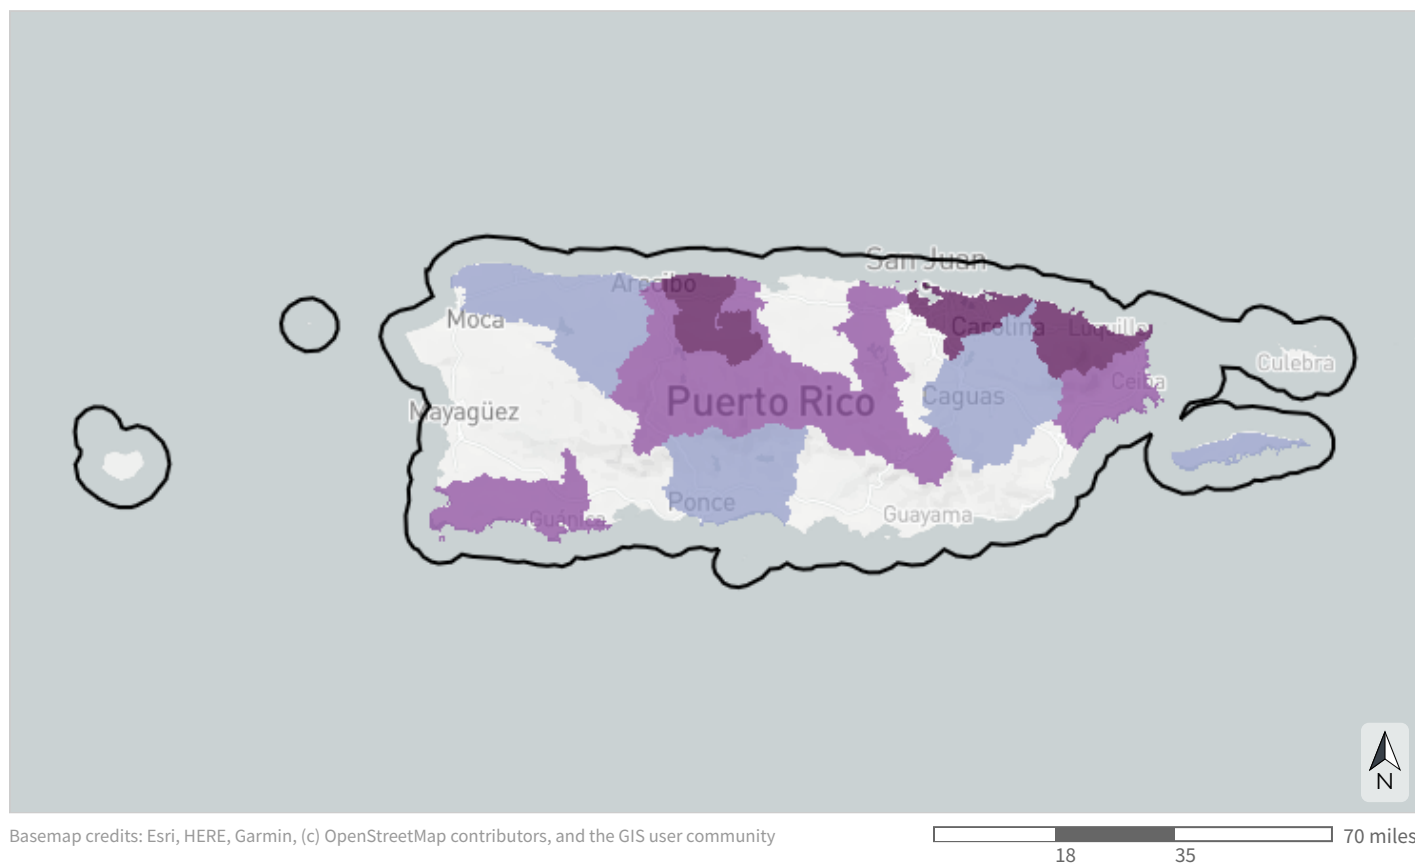 San Juan
Arecibo
Moca
Carolina
Luquillo
Culebra
Ceiba
Puerto Rico
Caguas
Mayagüez
Ponce
Guánica
Guayama
N
Basemap credits: Esri, HERE, Garmin, (c) OpenStreetMap contributors, and the GIS user community
70 miles
18 35